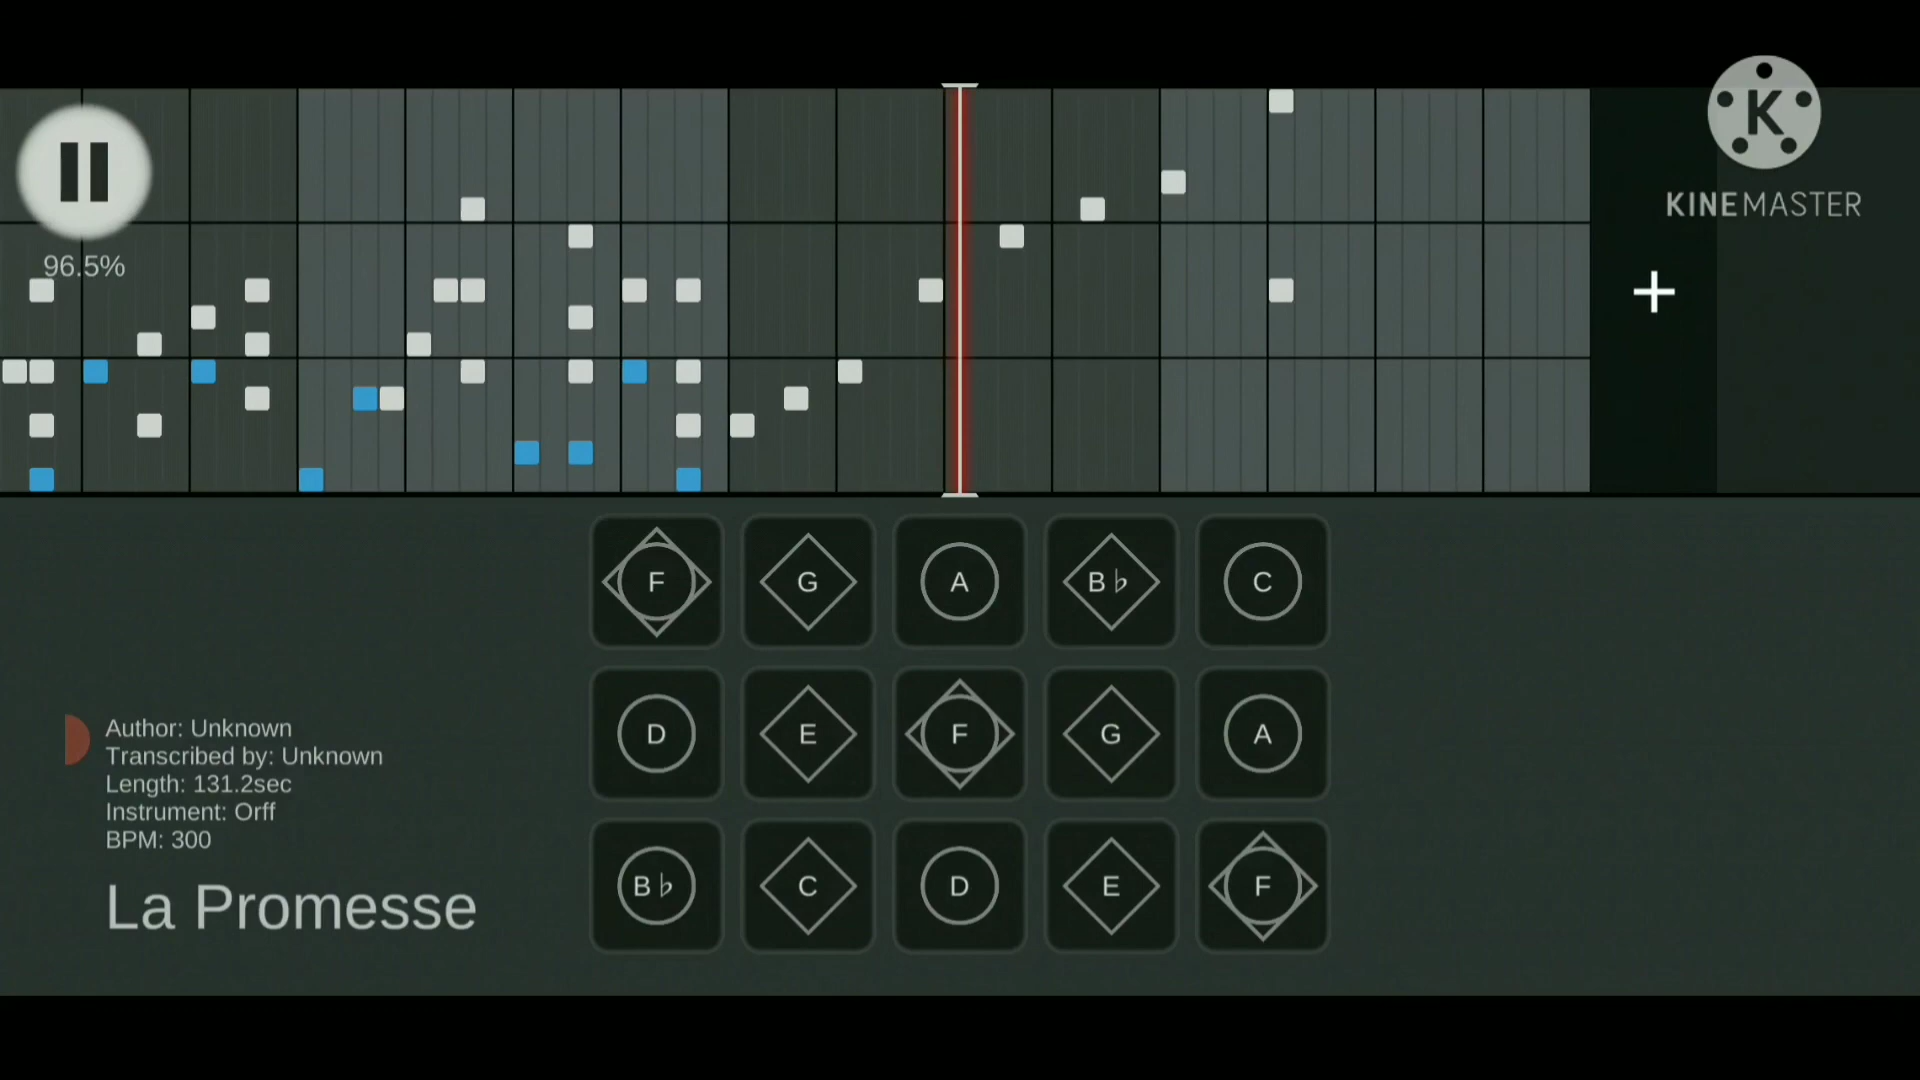 K
KINEMASTER
96.5%
+
F G A B♭ C
D E F G A
B♭ C D E F
Author: Unknown
Transcribed by: Unknown
Length: 131.2sec
Instrument: Orff
BPM: 300
La Promesse